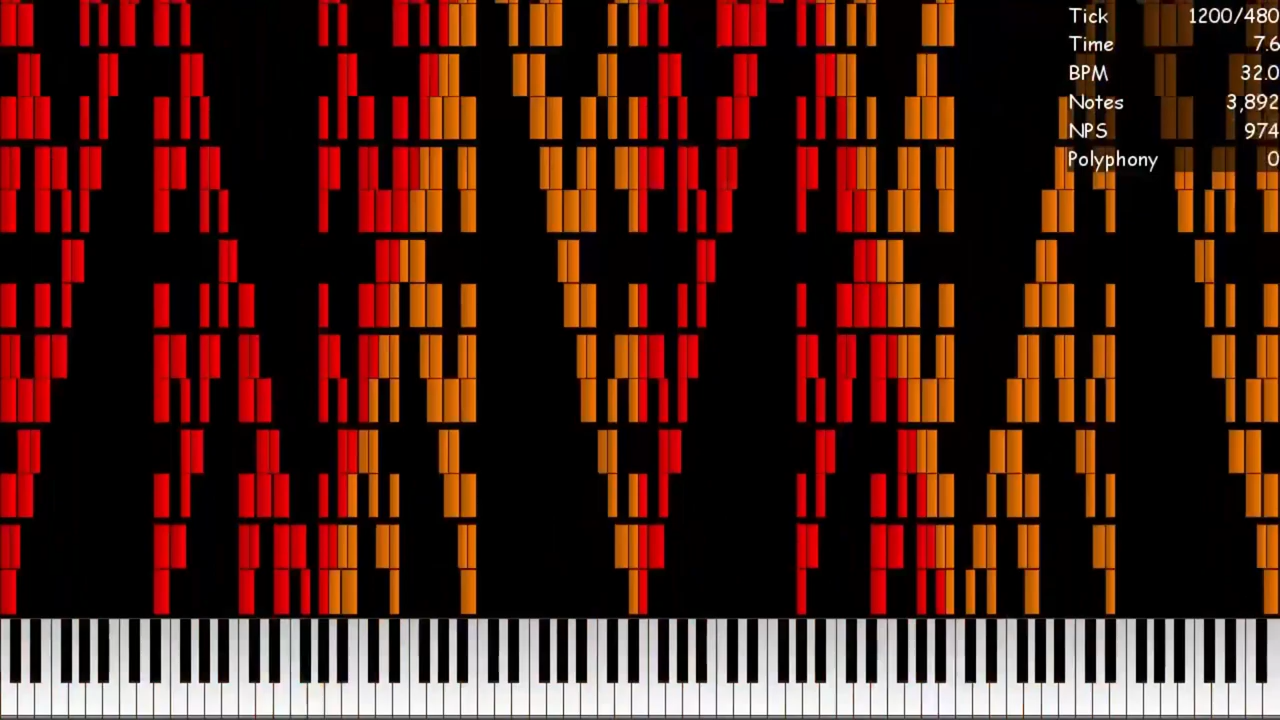 Tick 1200/480
Time 7.6
BPM 32.0
Notes 3,892
NPS 974
Polyphony 0